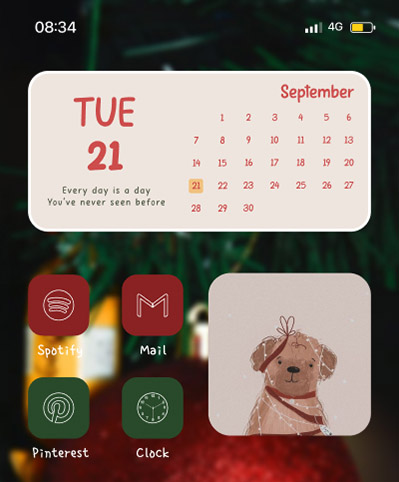 08:34
4G
TUE
21
Every day is a day
You've never seen before
September
1 2 3 4 5 6
7 8 9 10 11 12 13
14 15 16 17 18 19 20
21 22 23 24 25 26 27
28 29 30
Spotify
Mail
Pinterest
Clock